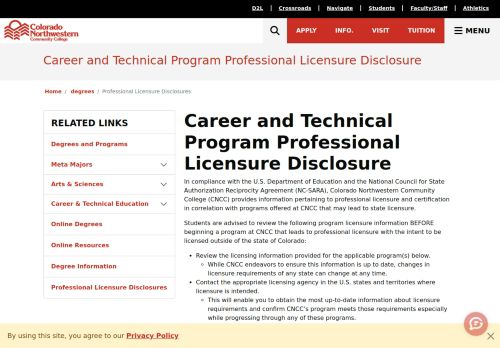 D2L | Crossroads | Navigate | Students | Faculty/Staff | Athletics
Colorado
Northwestern
Community College
APPLY INFO. VISIT TUITION MENU
Career and Technical Program Professional Licensure Disclosure
Home / degrees / Professional Licensure Disclosures
RELATED LINKS
Degrees and Programs
Meta Majors
Arts & Sciences
Career & Technical Education
Online Degrees
Online Resources
Degree Information
Professional Licensure Disclosures
Career and Technical
Program Professional
Licensure Disclosure
In compliance with the U.S. Department of Education and the National Council for State
Authorization Reciprocity Agreement (NC-SARA), Colorado Northwestern Community
College (CNCC) provides information pertaining to professional licensure and certification
in correlation with programs offered at CNCC that may lead to state licensure.
Students are advised to review the following program licensure information BEFORE
beginning a program at CNCC that leads to professional licensure with the intent to be
licensed outside of the state of Colorado:
• Review the licensing information provided for the applicable program(s) below.
◦ While CNCC endeavors to ensure this information is up to date, changes in
licensure requirements of any state can change at any time.
• Contact the appropriate licensing agency in the U.S. states and territories where
licensure is intended.
◦ This will enable you to obtain the most up-to-date information about licensure
requirements and confirm CNCC's program meets those requirements especially
while progressing through any of these programs.
By using this site, you agree to our Privacy Policy